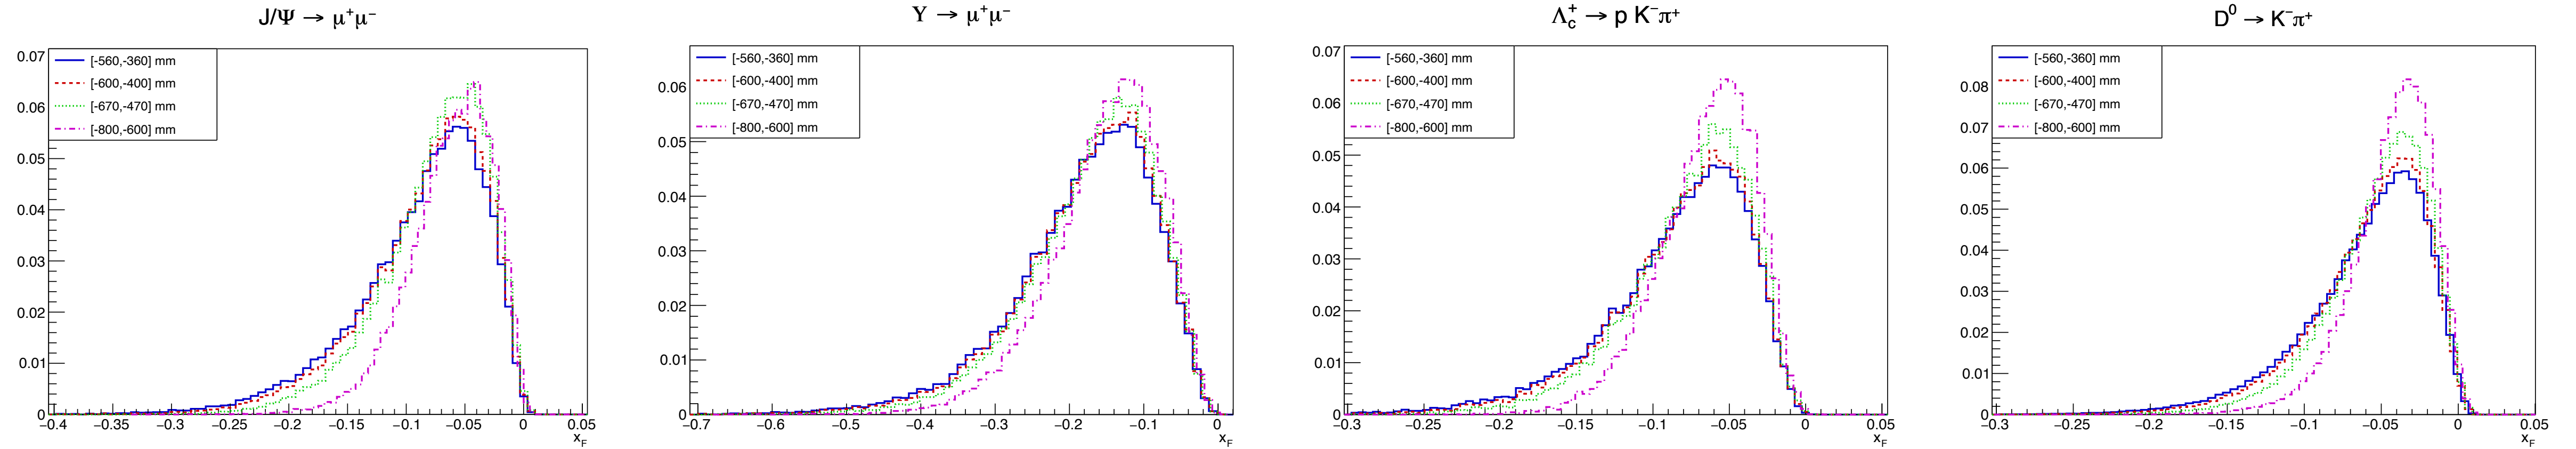 J/Ψ → μ⁺μ⁻
[-560,-360] mm
[-600,-400] mm
[-670,-470] mm
[-800,-600] mm
0.07
0.06
0.05
0.04
0.03
0.02
0.01
0
−0.4 −0.35 −0.3 −0.25 −0.2 −0.15 −0.1 −0.05 0 0.05
x_F
Υ → μ⁺μ⁻
[-560,-360] mm
[-600,-400] mm
[-670,-470] mm
[-800,-600] mm
0.06
0.05
0.04
0.03
0.02
0.01
0
−0.7 −0.6 −0.5 −0.4 −0.3 −0.2 −0.1 0
x_F
Λ_c⁺ → p K⁻π⁺
[-560,-360] mm
[-600,-400] mm
[-670,-470] mm
[-800,-600] mm
0.07
0.06
0.05
0.04
0.03
0.02
0.01
0
−0.3 −0.25 −0.2 −0.15 −0.1 −0.05 0 0.05
x_F
D⁰ → K⁻π⁺
[-560,-360] mm
[-600,-400] mm
[-670,-470] mm
[-800,-600] mm
0.08
0.07
0.06
0.05
0.04
0.03
0.02
0.01
0
−0.3 −0.25 −0.2 −0.15 −0.1 −0.05 0 0.05
x_F